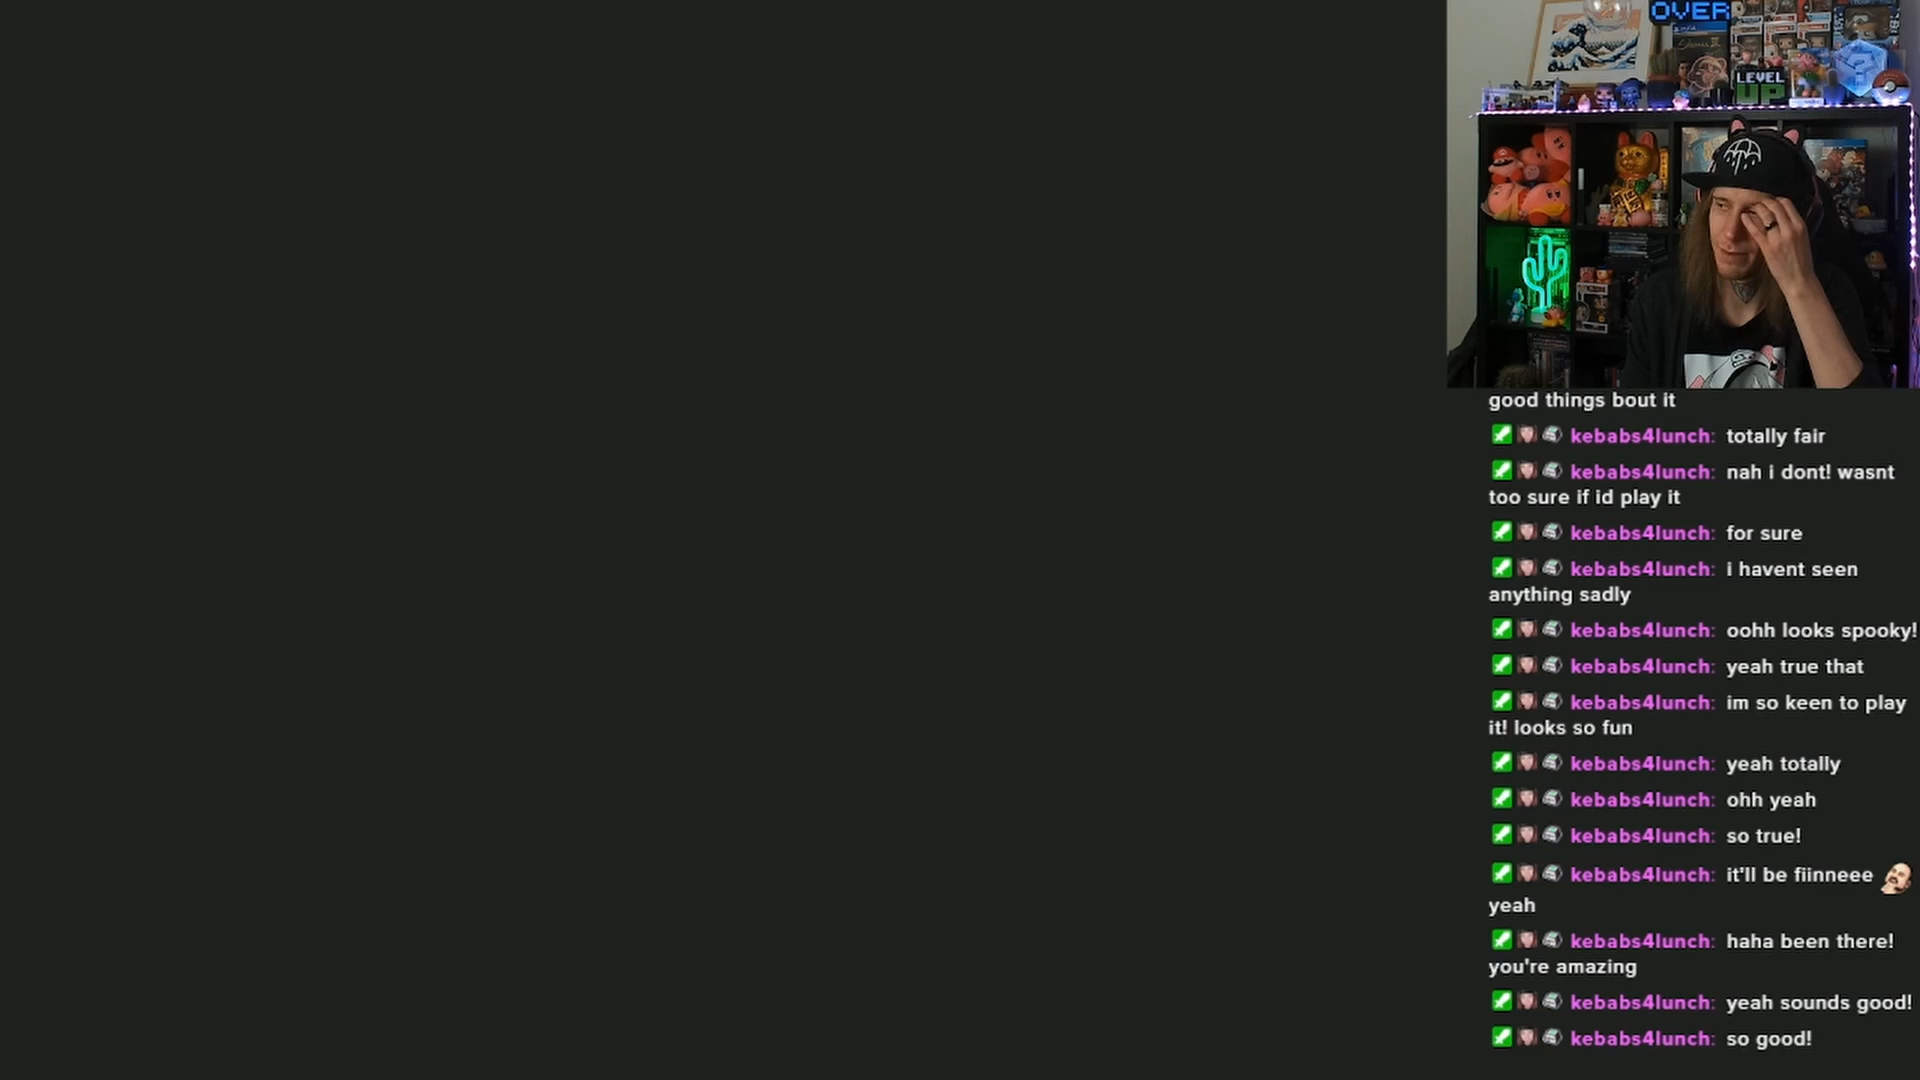 OVER
LEVEL
UP
good things bout it
kebabs4lunch: totally fair
kebabs4lunch: nah i dont! wasnt
too sure if id play it
kebabs4lunch: for sure
kebabs4lunch: i havent seen
anything sadly
kebabs4lunch: oohh looks spooky!
kebabs4lunch: yeah true that
kebabs4lunch: im so keen to play
it! looks so fun
kebabs4lunch: yeah totally
kebabs4lunch: ohh yeah
kebabs4lunch: so true!
kebabs4lunch: it'll be fiinneee
yeah
kebabs4lunch: haha been there!
you're amazing
kebabs4lunch: yeah sounds good!
kebabs4lunch: so good!